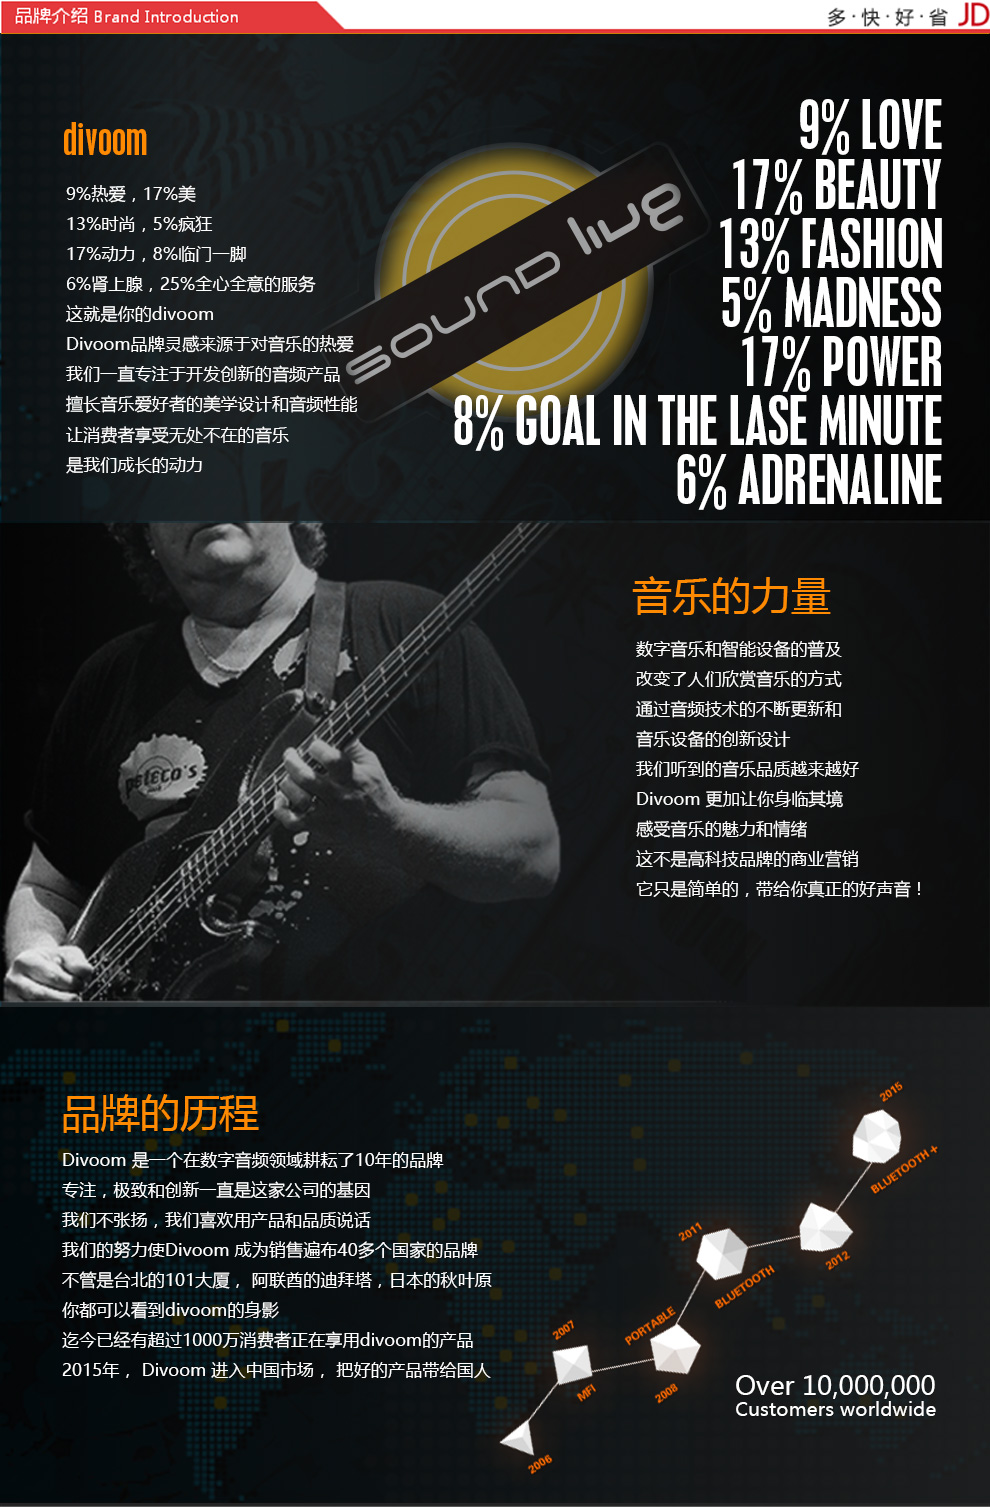 品牌介绍 Brand Introduction
多·快·好·省 JD
divoom
9%热爱，17%美
13%时尚，5%疯狂
17%动力，8%临门一脚
6%肾上腺，25%全心全意的服务
这就是你的divoom
Divoom品牌灵感来源于对音乐的热爱
我们一直专注于开发创新的音频产品
擅长音乐爱好者的美学设计和音频性能
让消费者享受无处不在的音乐
是我们成长的动力
sound live
9% LOVE
17% BEAUTY
13% FASHION
5% MADNESS
17% POWER
8% GOAL IN THE LASE MINUTE
6% ADRENALINE
音乐的力量
数字音乐和智能设备的普及
改变了人们欣赏音乐的方式
通过音频技术的不断更新和
音乐设备的创新设计
我们听到的音乐品质越来越好
Divoom 更加让你身临其境
感受音乐的魅力和情绪
这不是高科技品牌的商业营销
它只是简单的，带给你真正的好声音！
peleco's
品牌的历程
Divoom 是一个在数字音频领域耕耘了10年的品牌
专注，极致和创新一直是这家公司的基因
我们不张扬，我们喜欢用产品和品质说话
我们的努力使Divoom 成为销售遍布40多个国家的品牌
不管是台北的101大厦， 阿联酋的迪拜塔，日本的秋叶原
你都可以看到divoom的身影
迄今已经有超过1000万消费者正在享用divoom的产品
2015年， Divoom 进入中国市场， 把好的产品带给国人
2015
BLUETOOTH +
2011
2012
BLUETOOTH
PORTABLE
2007
MFI
2008
2006
Over 10,000,000
Customers worldwide